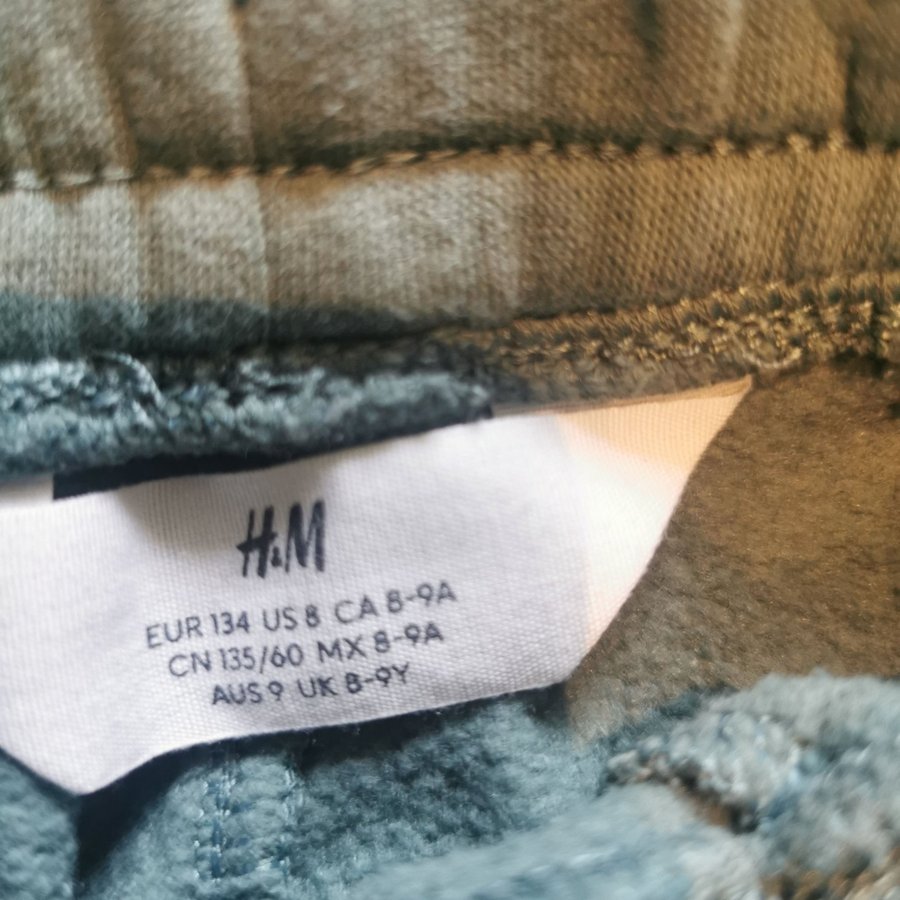 H&M
EUR 134 US 8 CA 8-9A
CN 135/60 MX 8-9A
AUS 9 UK 8-9Y